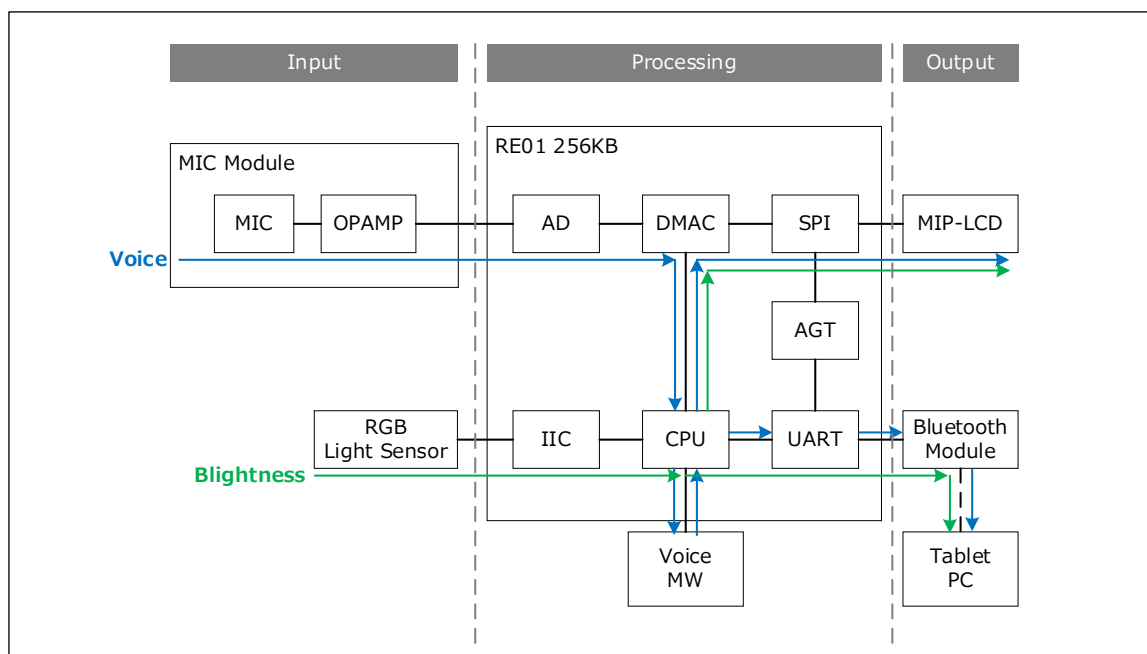 Input
Processing
Output
MIC Module
RE01 256KB
MIC
OPAMP
AD
DMAC
SPI
MIP-LCD
Voice
AGT
RGB
Light Sensor
IIC
CPU
UART
Bluetooth
Module
Blightness
Voice
MW
Tablet
PC